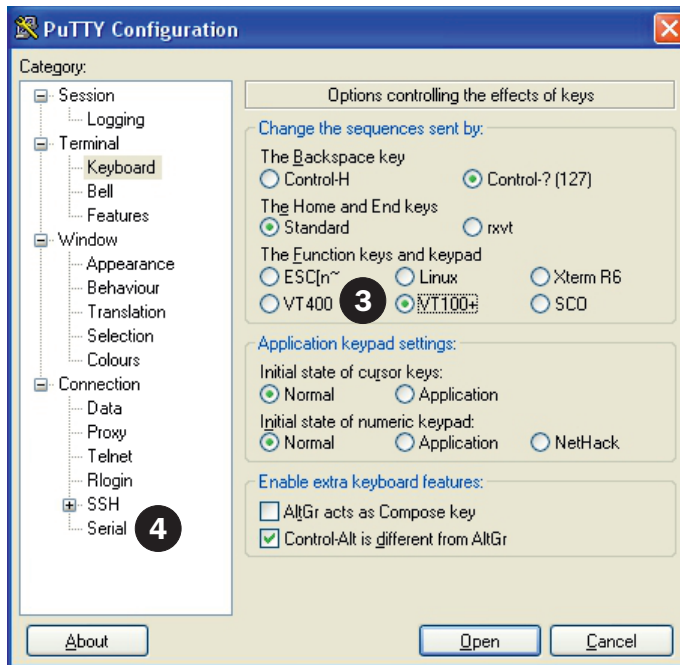 PuTTY Configuration
Category:
Session
Logging
Terminal
Keyboard
Bell
Features
Window
Appearance
Behaviour
Translation
Selection
Colours
Connection
Data
Proxy
Telnet
Rlogin
SSH
Serial 4
Options controlling the effects of keys
Change the sequences sent by:
The Backspace key
Control-H Control-? (127)
The Home and End keys
Standard rxvt
The Function keys and keypad
ESC[n~ Linux Xterm R6
VT400 3 VT100+ SCO
Application keypad settings:
Initial state of cursor keys:
Normal Application
Initial state of numeric keypad:
Normal Application NetHack
Enable extra keyboard features:
AltGr acts as Compose key
Control-Alt is different from AltGr
About Open Cancel